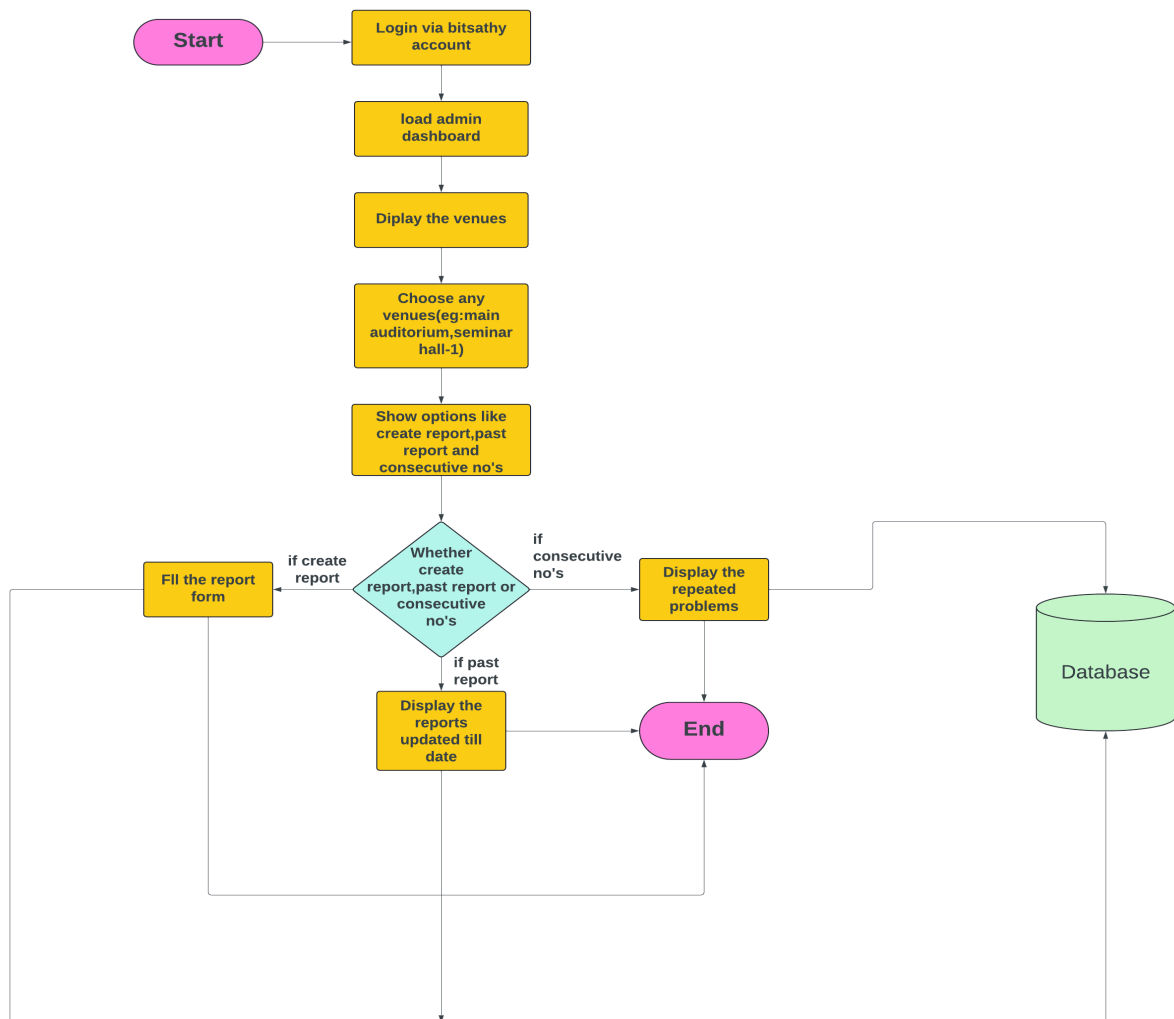 Start
Login via bitsathy
account
load admin
dashboard
Diplay the venues
Choose any
venues(eg:main
auditorium,seminar
hall-1)
Show options like
create report,past
report and
consecutive no's
Whether
create
report,past report or
consecutive
no's
if create
report
Fll the report
form
if
consecutive
no's
Display the
repeated
problems
if past
report
Display the
reports
updated till
date
End
Database